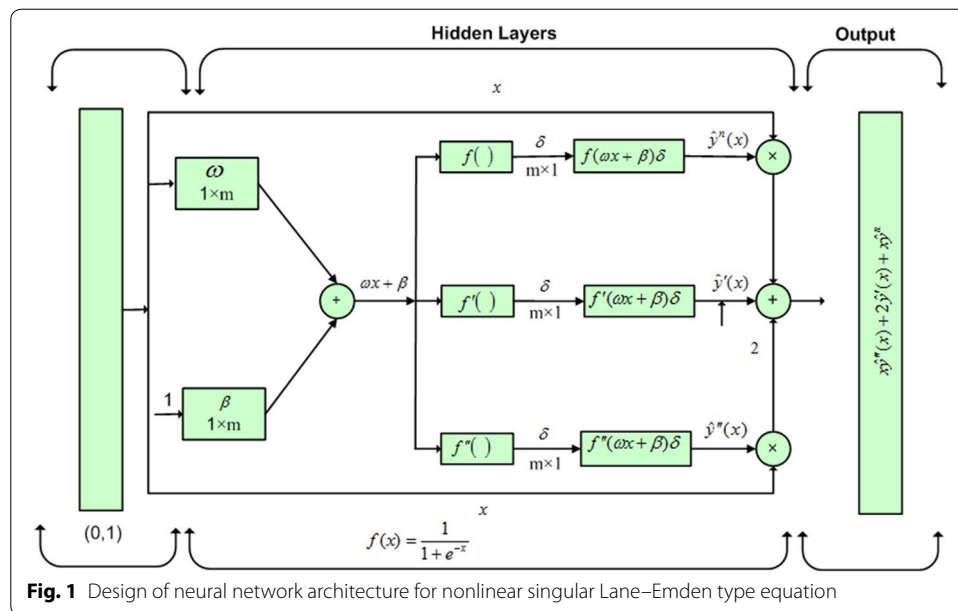 Hidden Layers
Output
x
ω
1×m
1
β
1×m
+
ωx + β
f( )
δ
m×1
f(ωx + β)δ
ŷⁿ(x)
×
f'( )
δ
m×1
f'(ωx + β)δ
ŷ'(x)
+
2
f"( )
δ
m×1
f"(ωx + β)δ
ŷ"(x)
×
x
xŷ"(x) + 2ŷ'(x) + xŷⁿ
(0,1)
f(x) = 1 / (1 + e⁻ˣ)
Fig. 1 Design of neural network architecture for nonlinear singular Lane–Emden type equation